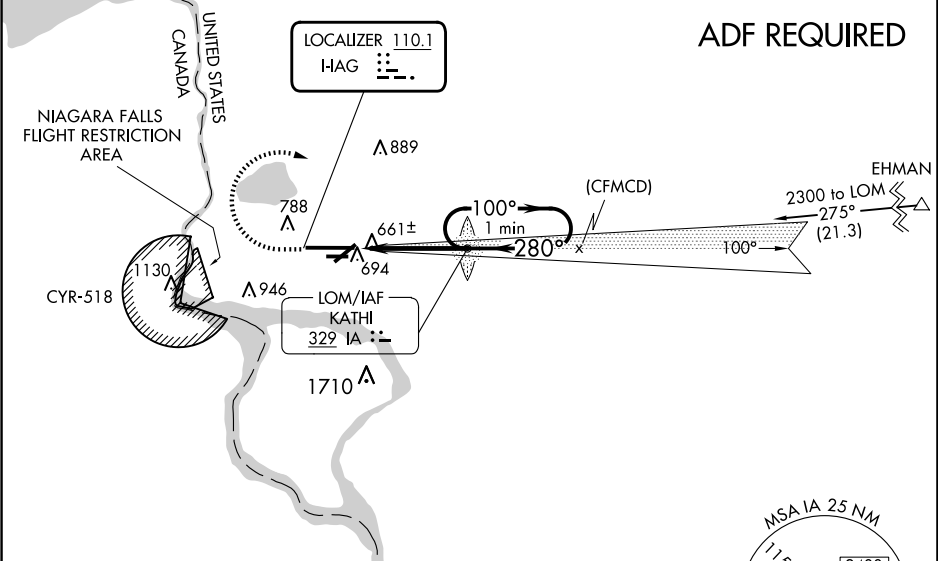 ADF REQUIRED
UNITED STATES
CANADA
LOCALIZER 110.1
I-IAG
NIAGARA FALLS
FLIGHT RESTRICTION
AREA
889
EHMAN
(CFMCD)
2300 to LOM
275°
(21.3)
788
100°
1 min
661±
280°
100°
694
1130
CYR-518
946
LOM/IAF
KATHI
329 IA
1710
MSA IA 25 NM